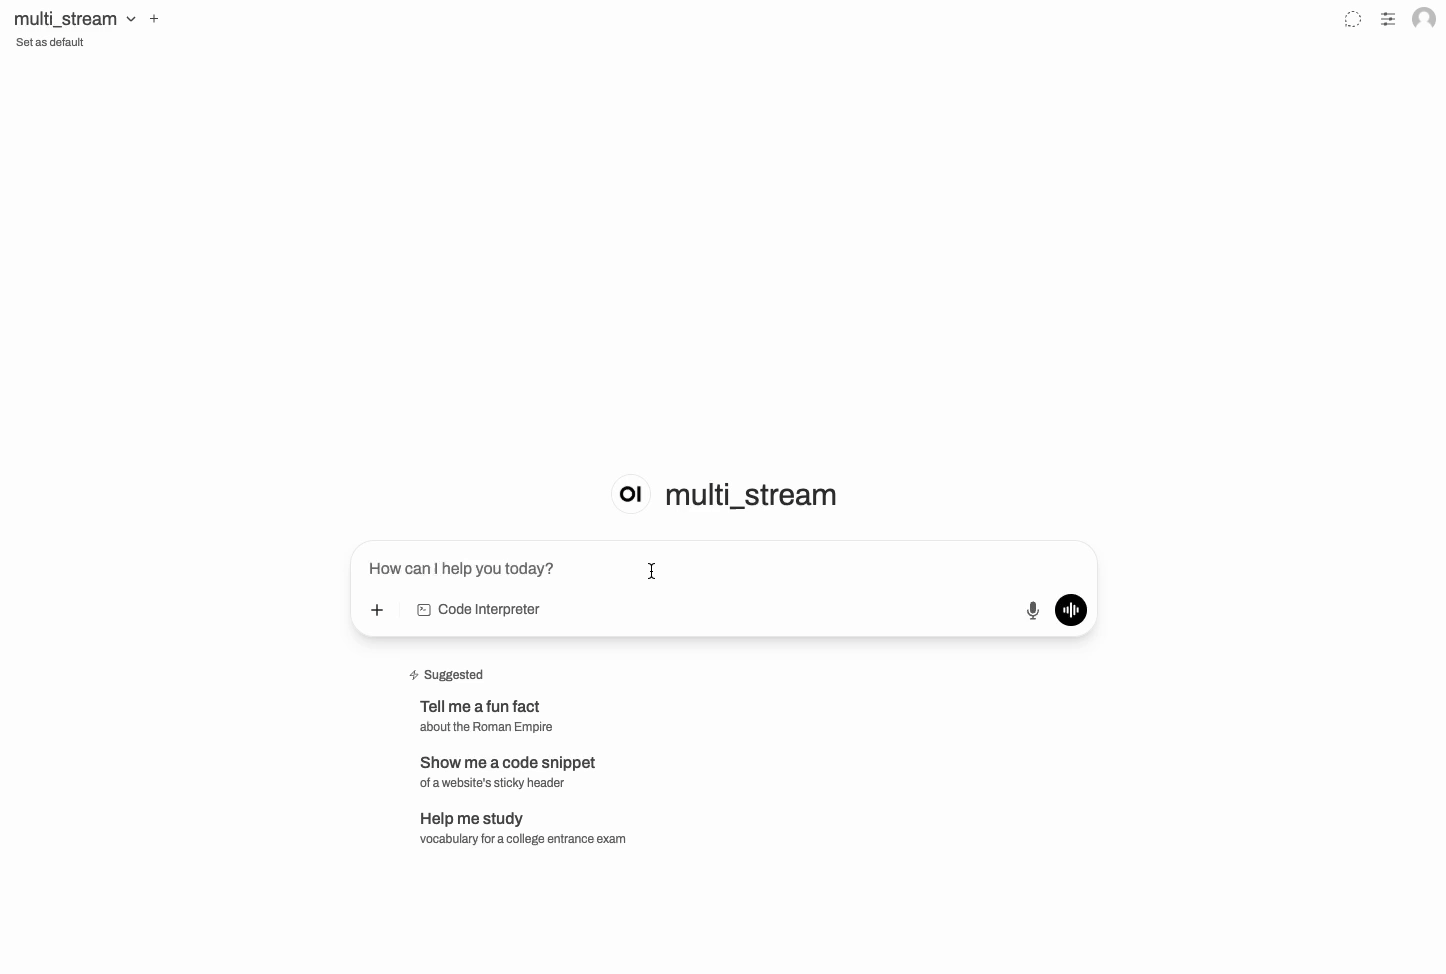 multi_stream
Set as default
OI multi_stream
How can I help you today?
Code Interpreter
Suggested
Tell me a fun fact
about the Roman Empire
Show me a code snippet
of a website's sticky header
Help me study
vocabulary for a college entrance exam